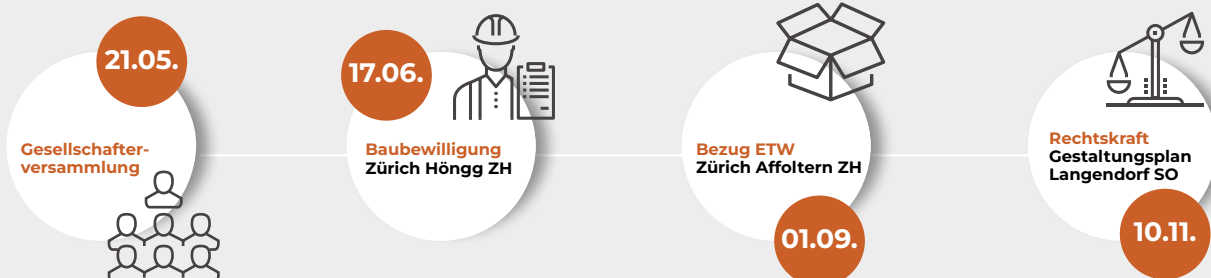 21.05.
Gesellschafter-
versammlung
17.06.
Baubewilligung
Zürich Höngg ZH
Bezug ETW
Zürich Affoltern ZH
01.09.
Rechtskraft
Gestaltungsplan
Langendorf SO
10.11.